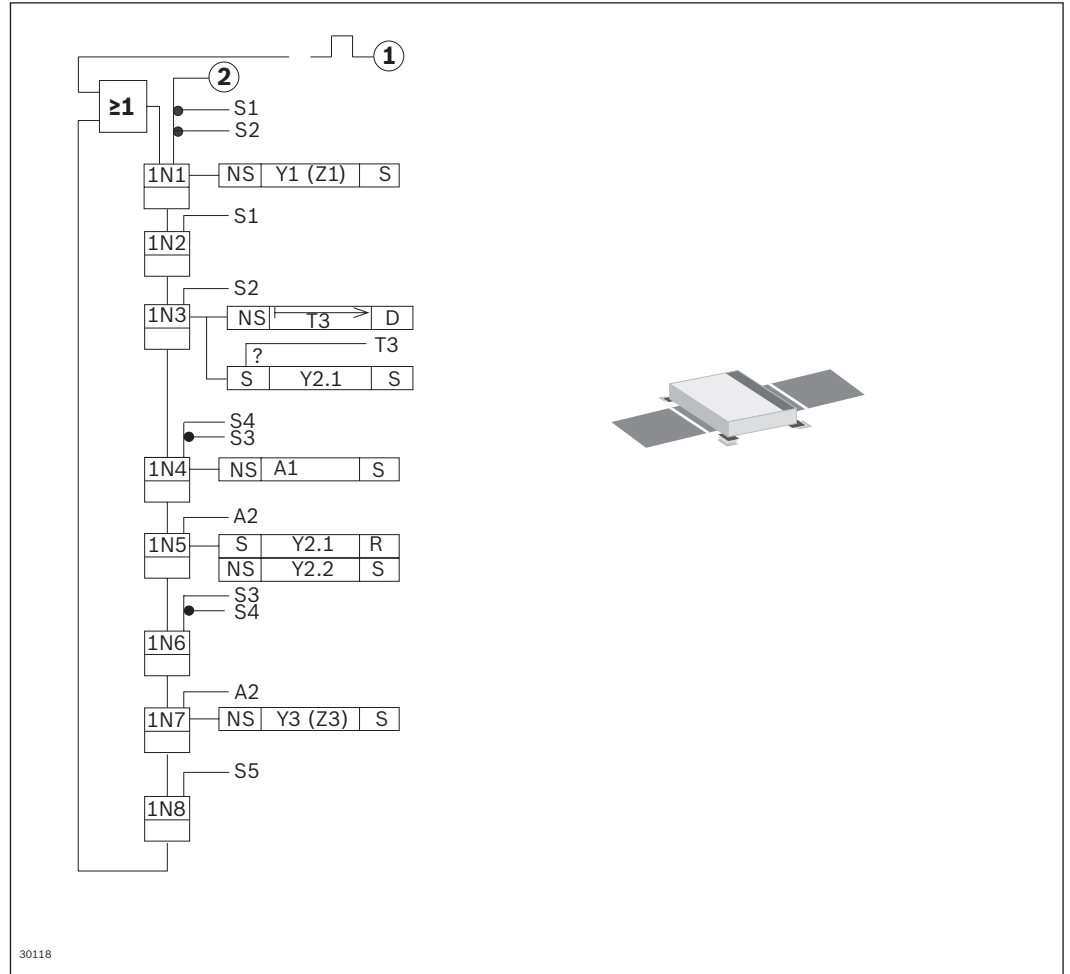 1
2
≥1
S1
S2
1N1 NS Y1 (Z1) S
S1
1N2
S2
1N3 NS T3 D
T3
?
S Y2.1 S
S4
S3
1N4 NS A1 S
A2
1N5 S Y2.1 R
NS Y2.2 S
S3
S4
1N6
A2
1N7 NS Y3 (Z3) S
S5
1N8
30118